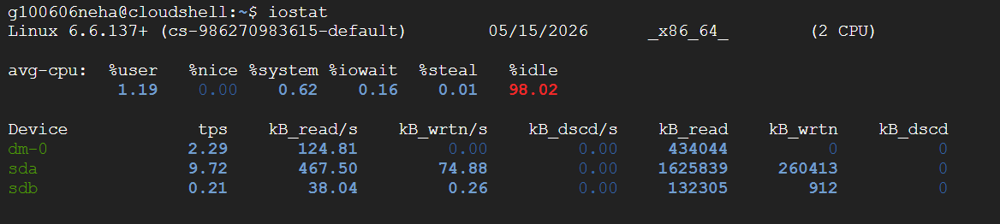 g100606neha@cloudshell:~$ iostat
Linux 6.6.137+ (cs-986270983615-default) 05/15/2026 _x86_64_ (2 CPU)
avg-cpu: %user %nice %system %iowait %steal %idle
1.19 0.00 0.62 0.16 0.01 98.02
Device tps kB_read/s kB_wrtn/s kB_dscd/s kB_read kB_wrtn kB_dscd
dm-0 2.29 124.81 0.00 0.00 434044 0 0
sda 9.72 467.50 74.88 0.00 1625839 260413 0
sdb 0.21 38.04 0.26 0.00 132305 912 0